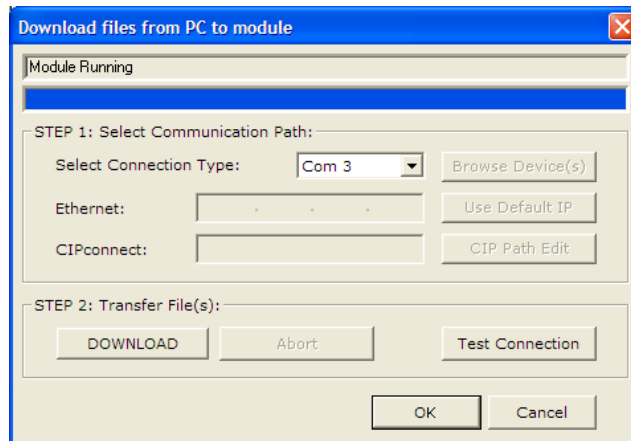 Download files from PC to module
Module Running
STEP 1: Select Communication Path:
Select Connection Type: Com 3 Browse Device(s)
Ethernet: . . . Use Default IP
CIPconnect: CIP Path Edit
STEP 2: Transfer File(s):
DOWNLOAD Abort Test Connection
OK Cancel